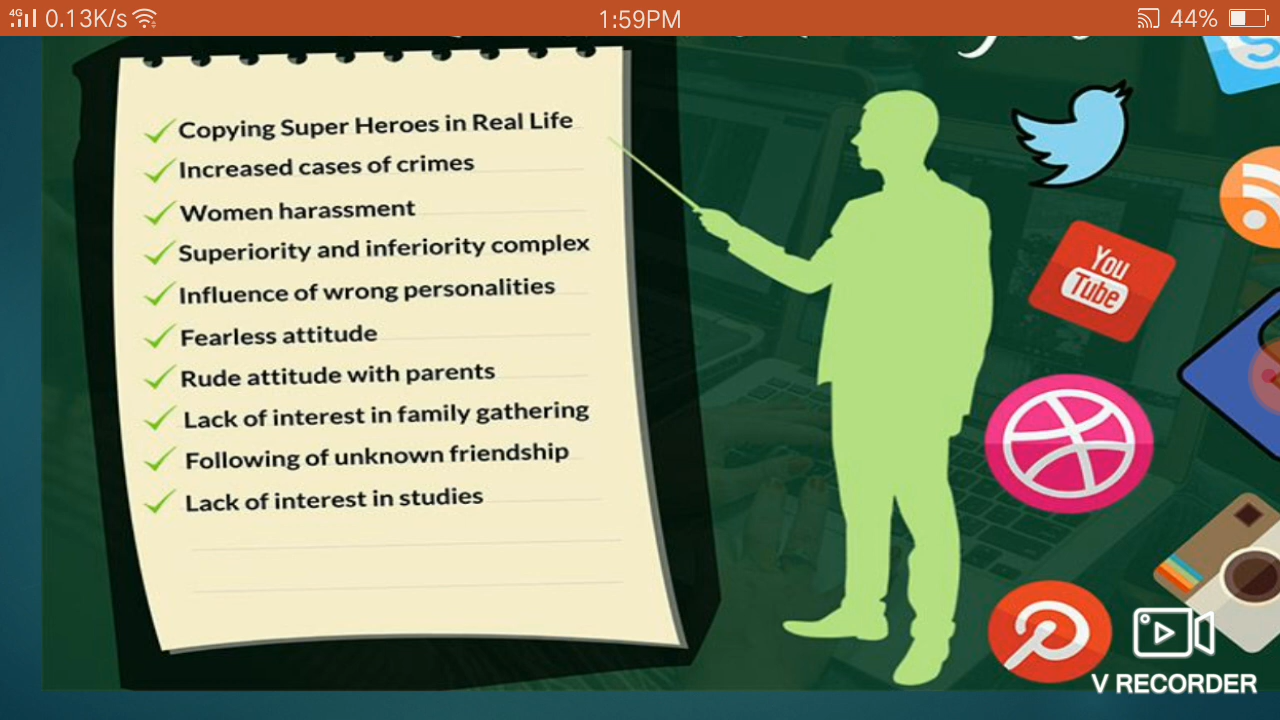 4G 0.13K/s 1:59PM 44%
Copying Super Heroes in Real Life
Increased cases of crimes
Women harassment
Superiority and inferiority complex
Influence of wrong personalities
Fearless attitude
Rude attitude with parents
Lack of interest in family gathering
Following of unknown friendship
Lack of interest in studies
You
Tube
V RECORDER